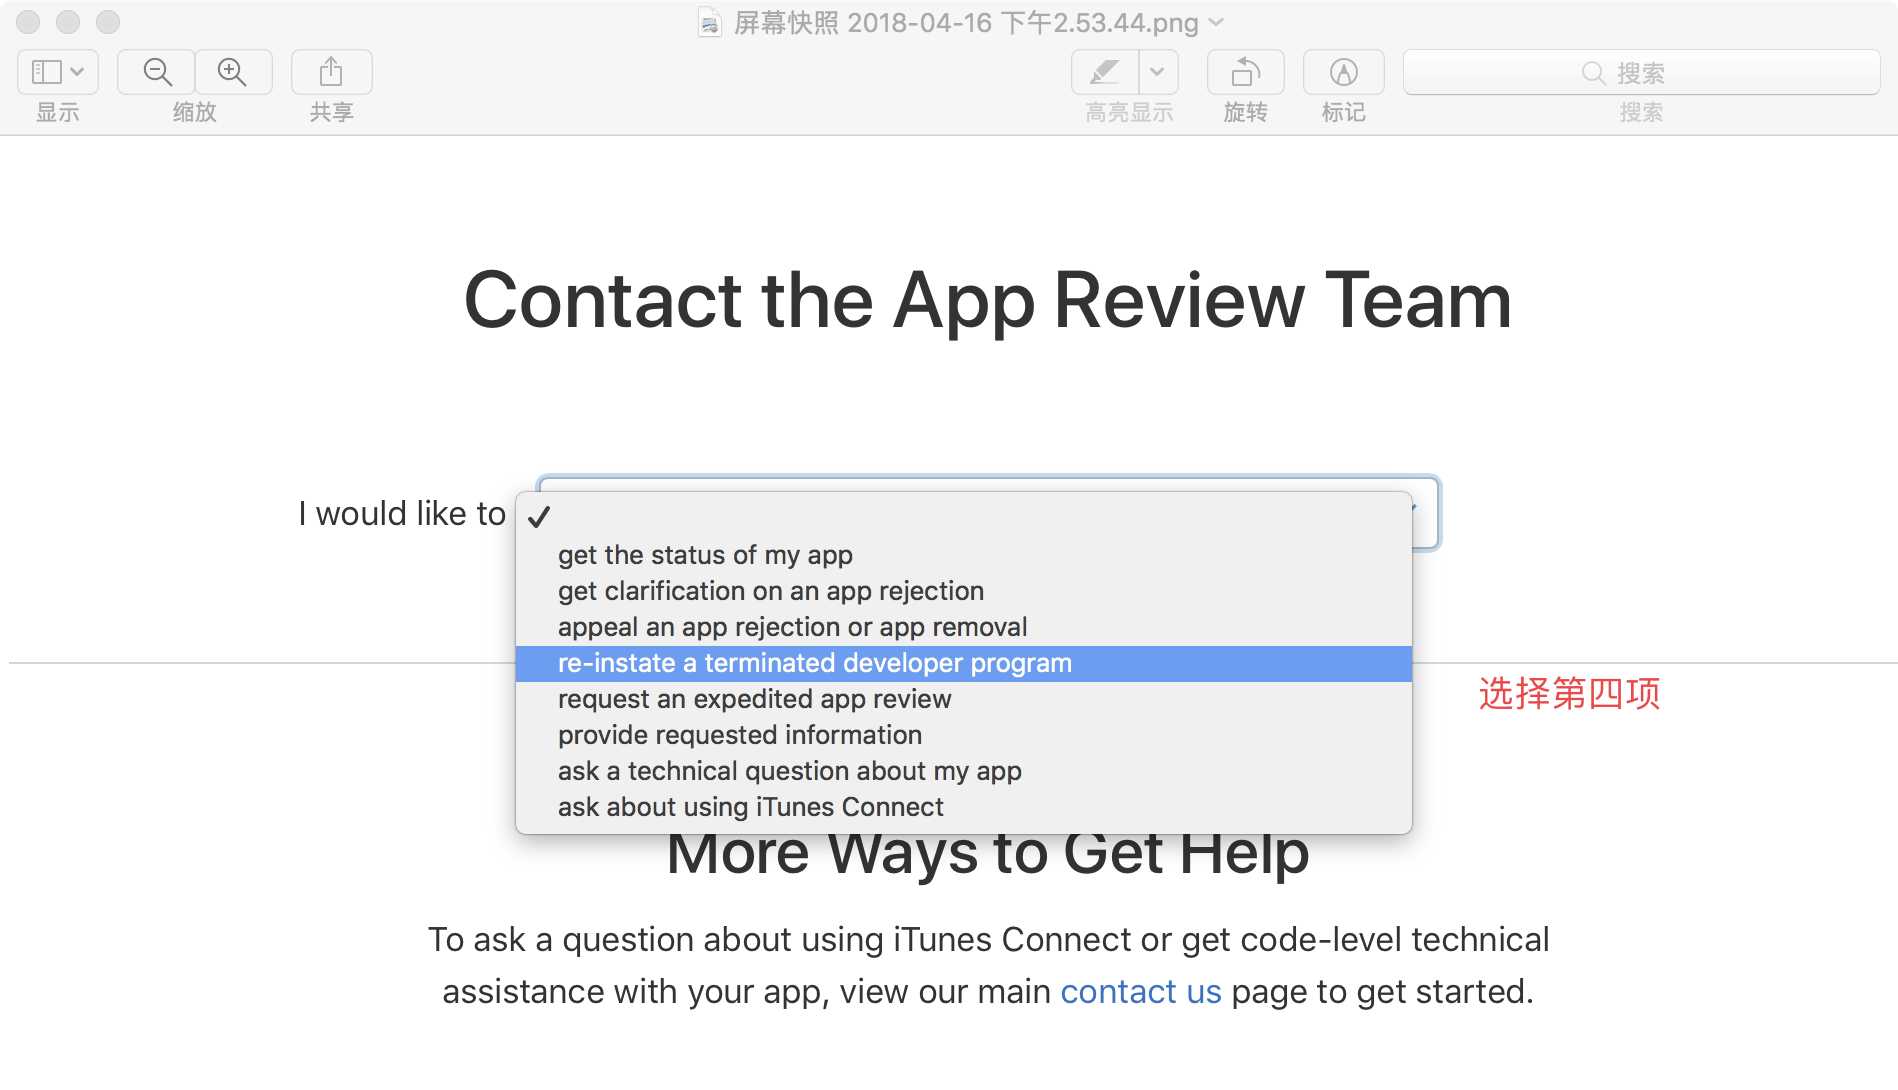 屏幕快照 2018-04-16 下午2.53.44.png
搜索
显示
缩放
共享
高亮显示
旋转
标记
搜索
Contact the App Review Team
I would like to
get the status of my app
get clarification on an app rejection
appeal an app rejection or app removal
re-instate a terminated developer program
选择第四项
request an expedited app review
provide requested information
ask a technical question about my app
ask about using iTunes Connect
More Ways to Get Help
To ask a question about using iTunes Connect or get code-level technical
assistance with your app, view our main contact us page to get started.